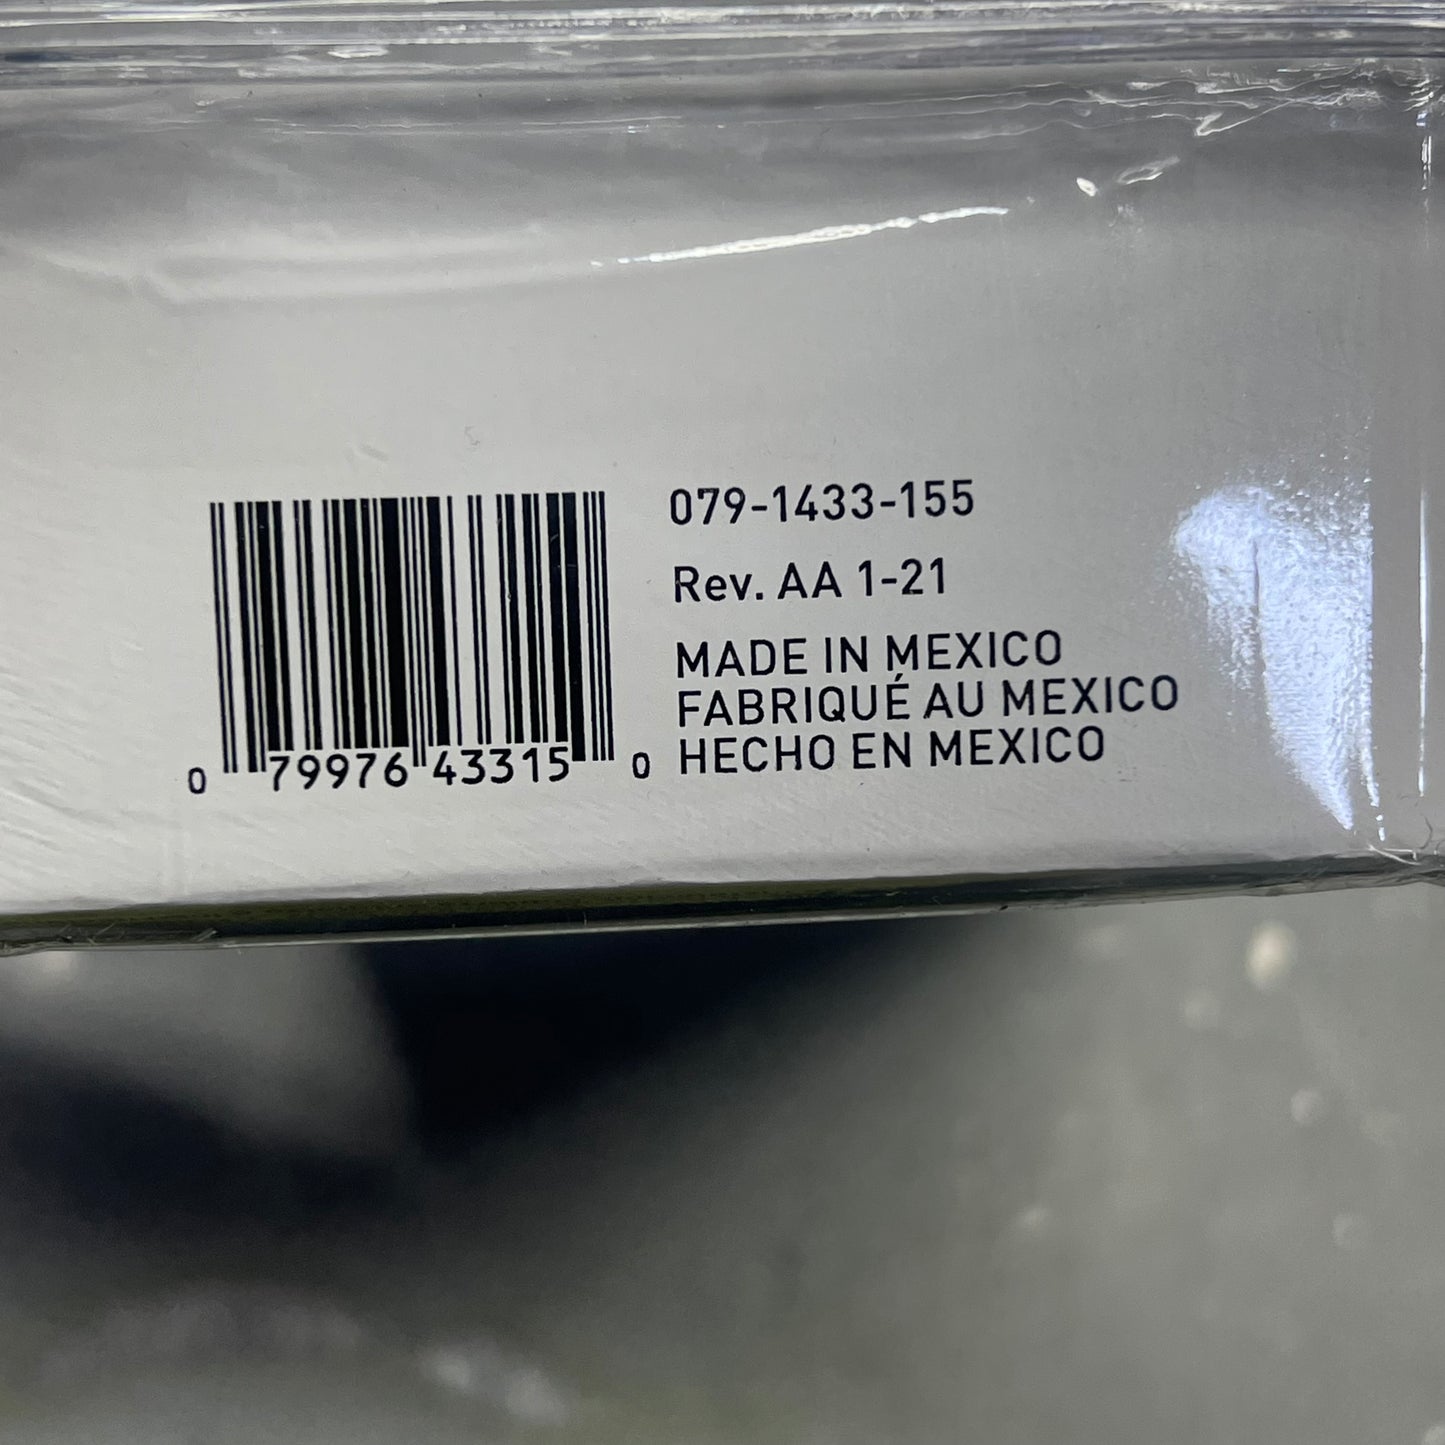 079-1433-155
Rev. AA 1-21
MADE IN MEXICO
FABRIQUÉ AU MEXICO
HECHO EN MEXICO
0 79976 43315 0